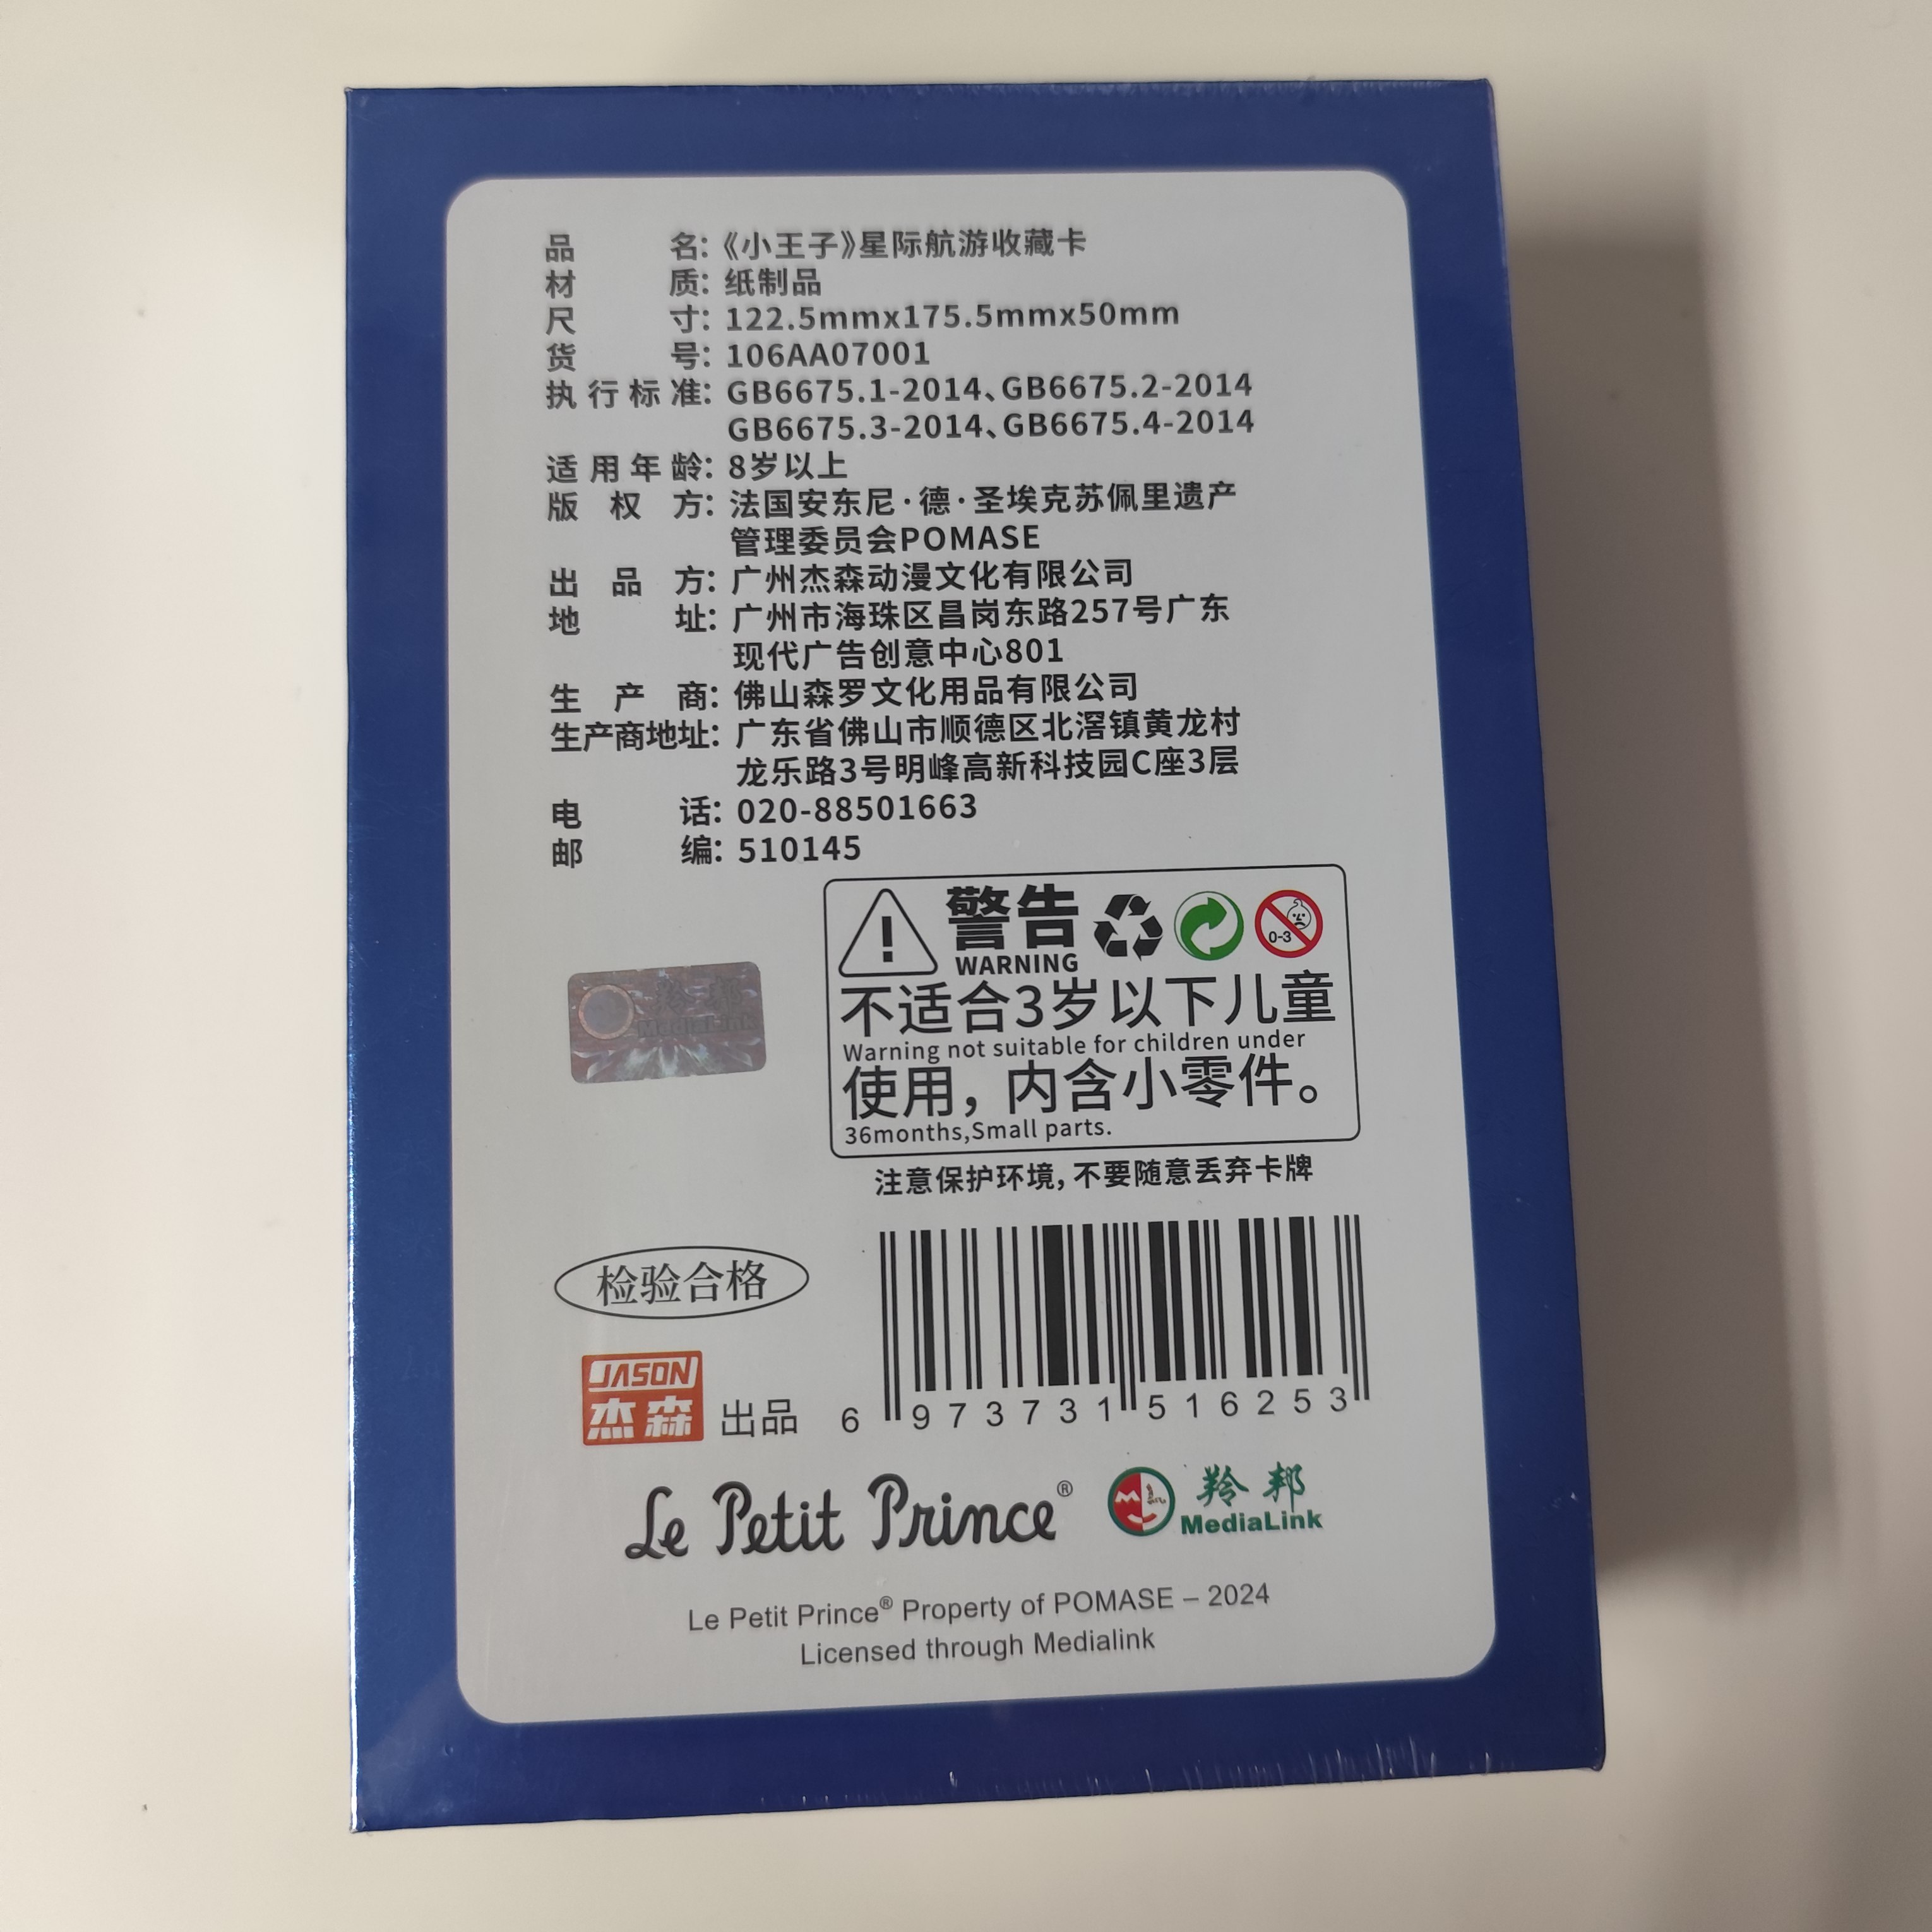 品名：《小王子》星际航游收藏卡
材质：纸制品
尺寸：122.5mmx175.5mmx50mm
货号：106AA07001
执行标准：GB6675.1-2014、GB6675.2-2014
GB6675.3-2014、GB6675.4-2014
适用年龄：8岁以上
版权方：法国安东尼·德·圣埃克苏佩里遗产
管理委员会POMASE
出品方：广州杰森动漫文化有限公司
地址：广州市海珠区昌岗东路257号广东
现代广告创意中心801
生产商：佛山森罗文化用品有限公司
生产商地址：广东省佛山市顺德区北滘镇黄龙村
龙乐路3号明峰高新科技园C座3层
电话：020-88501663
邮编：510145
警告
WARNING
0-3
不适合3岁以下儿童
Warning not suitable for children under
使用，内含小零件。
36months,Small parts.
羚邦
MediaLink
注意保护环境，不要随意丢弃卡牌
检验合格
JASON
杰森
出品
6 973731 516253
Le Petit Prince®
羚邦
MediaLink
Le Petit Prince® Property of POMASE – 2024
Licensed through Medialink